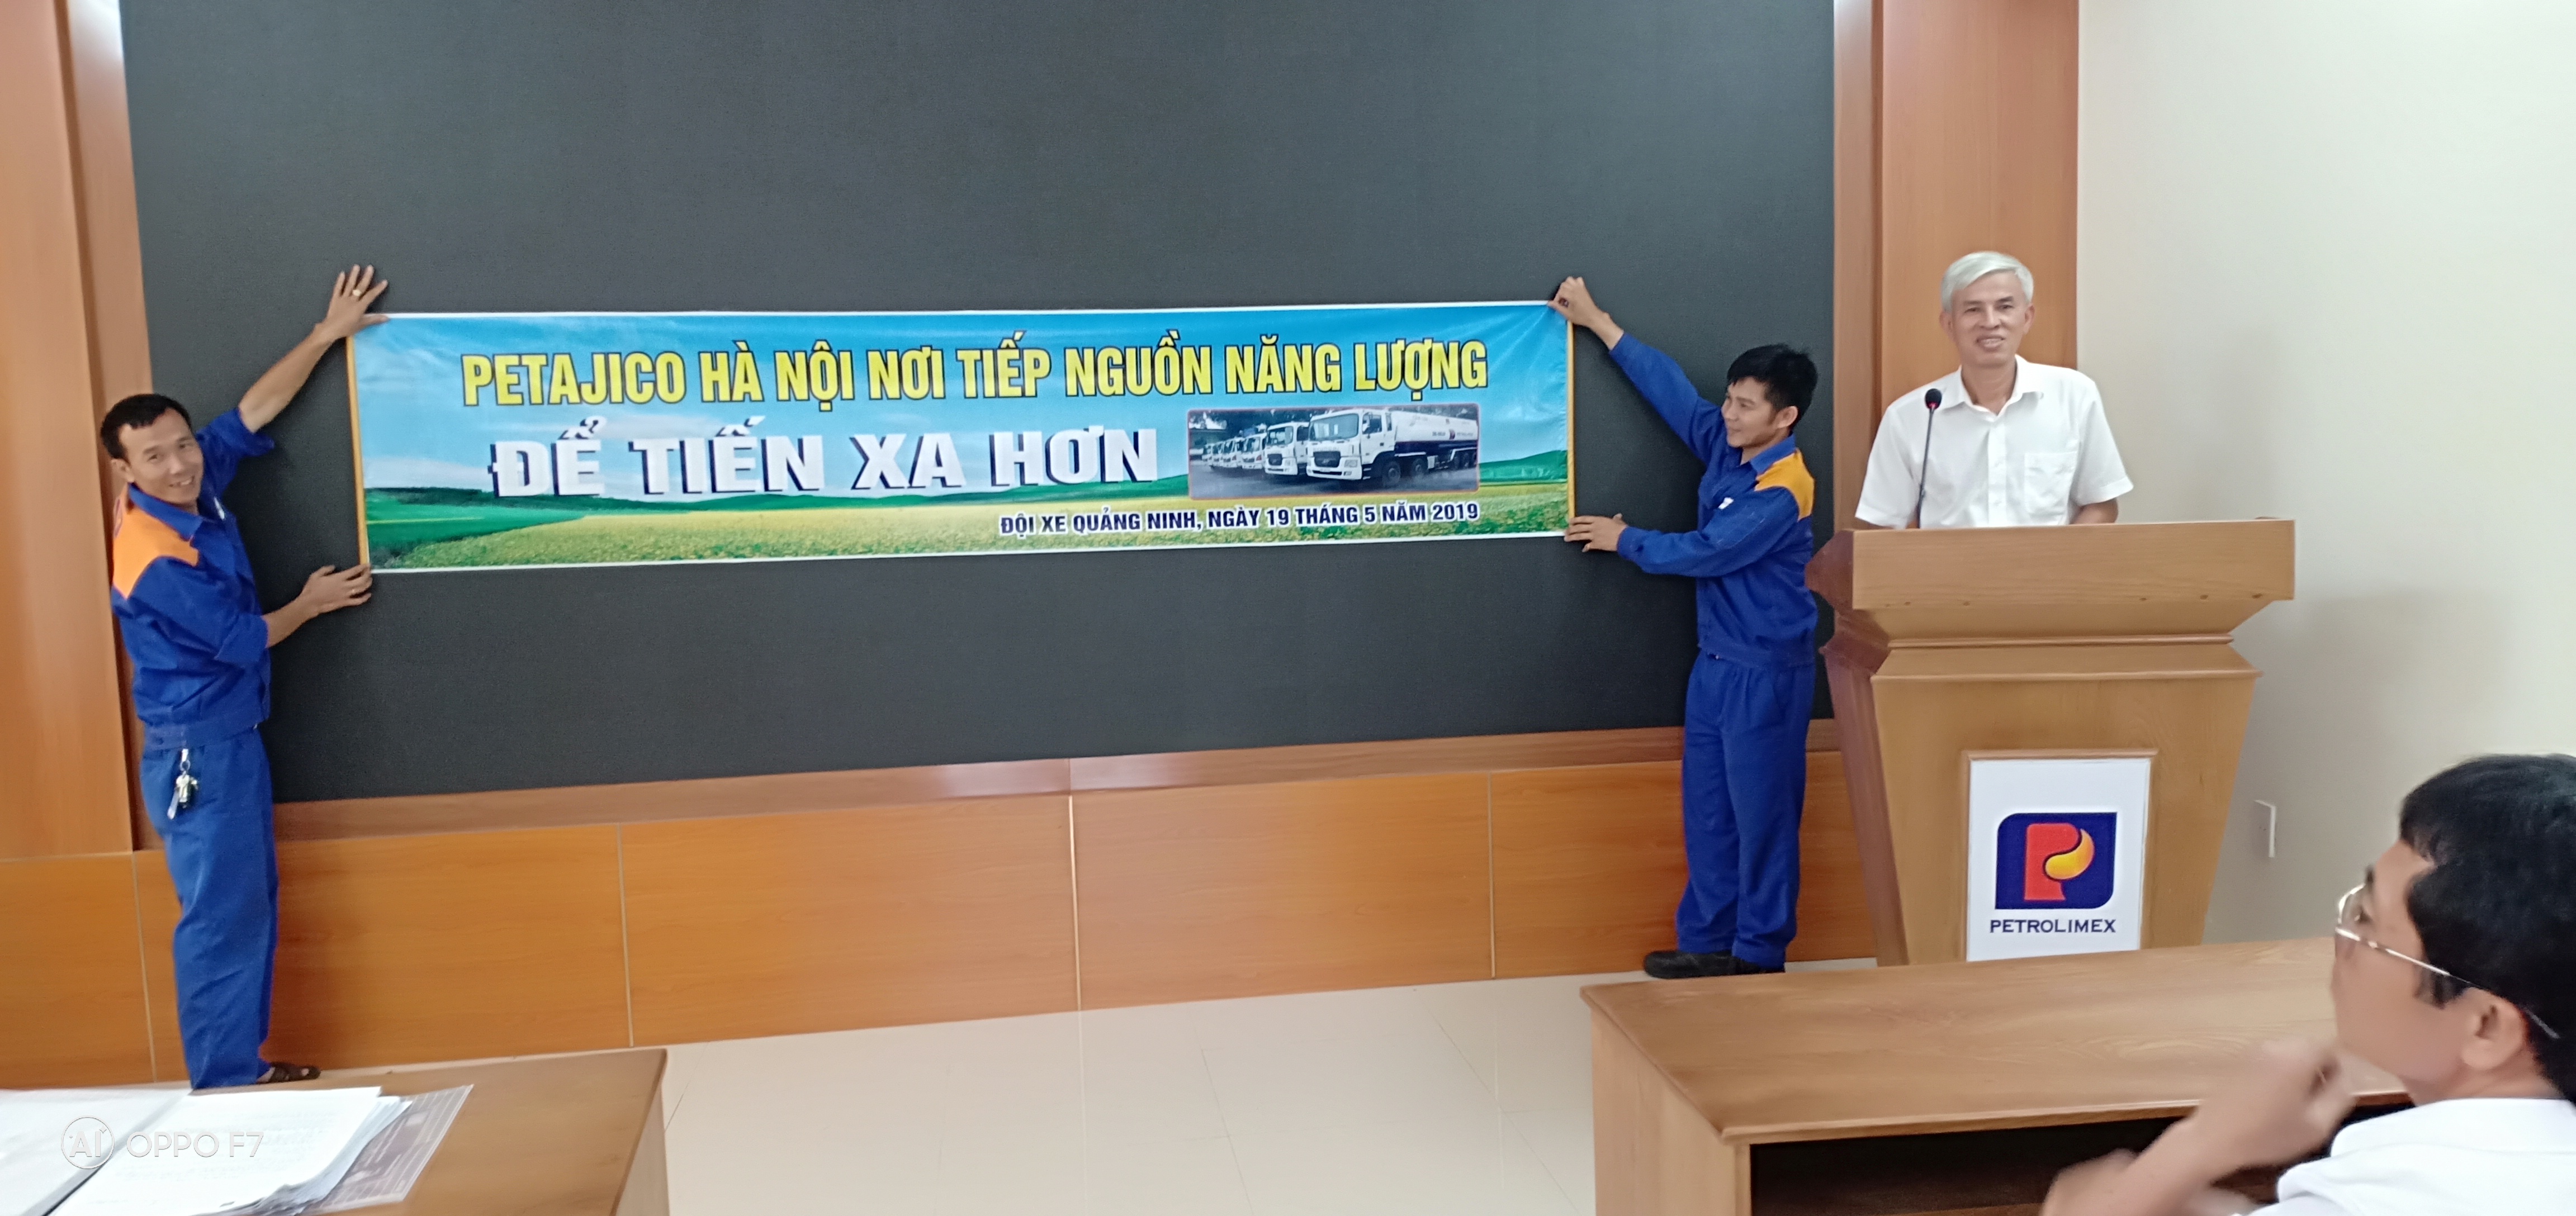 PETAJICO HÀ NỘI NƠI TIẾP NGUỒN NĂNG LƯỢNG
ĐỂ TIẾN XA HƠN
ĐỘI XE QUẢNG NINH, NGÀY 19 THÁNG 5 NĂM 2019
PETROLIMEX
AI OPPO F7